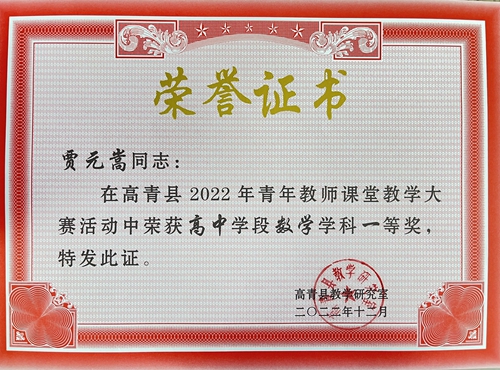 荣誉证书
贾元嵩同志：
在高青县2022年青年教师课堂教学大
赛活动中荣获高中学段数学学科一等奖，
特发此证。
高青县教学研究室
二〇二二年十二月